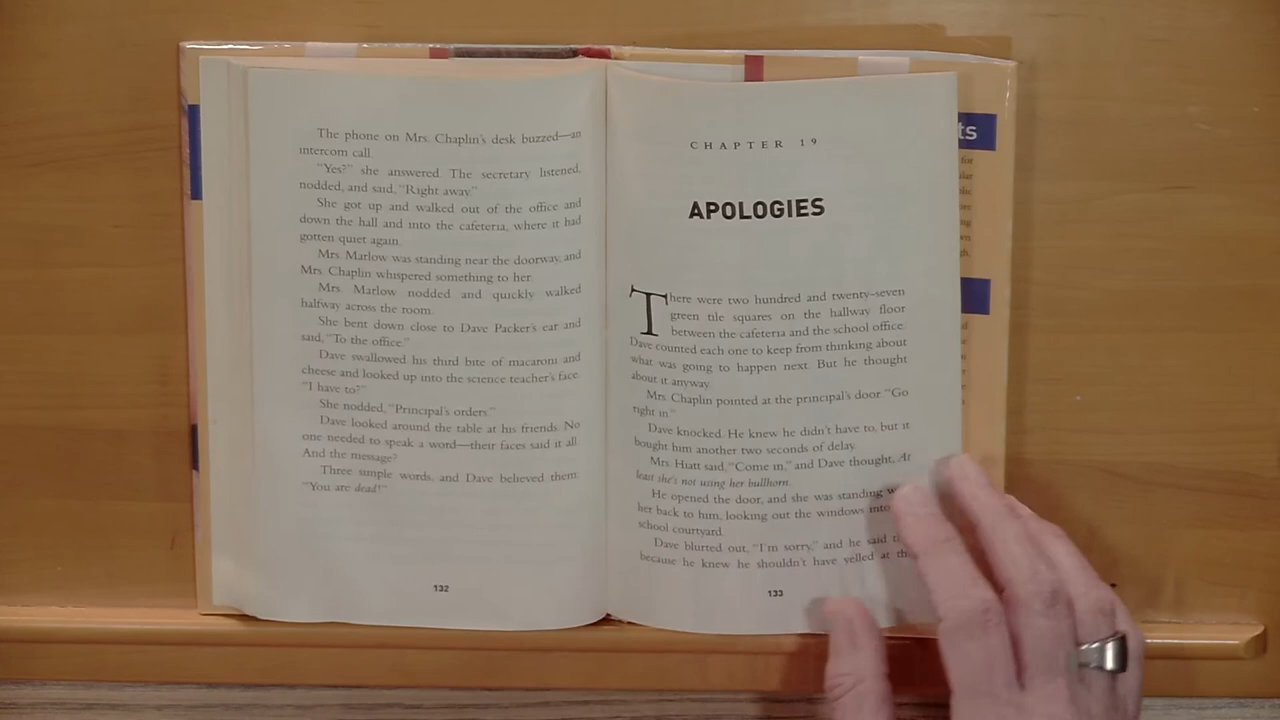 The phone on Mrs. Chaplin's desk buzzed—an
intercom call.
"Yes?" she answered. The secretary listened,
nodded, and said, "Right away."
She got up and walked out of the office and
down the hall and into the cafeteria, where it had
gotten quiet again.
Mrs. Marlow was standing near the doorway, and
Mrs. Chaplin whispered something to her.
Mrs. Marlow nodded and quickly walked
halfway across the room.
She bent down close to Dave Packer's ear and
said, "To the office."
Dave swallowed his third bite of macaroni and
cheese and looked up into the science teacher's face.
"I have to?"
She nodded, "Principal's orders."
Dave looked around the table at his friends. No
one needed to speak a word—their faces said it all.
And the message?
Three simple words, and Dave believed them:
"You are dead!"
132
CHAPTER 19
APOLOGIES
There were two hundred and twenty-seven
green tile squares on the hallway floor
between the cafeteria and the school office.
Dave counted each one to keep from thinking about
what was going to happen next. But he thought
about it anyway.
Mrs. Chaplin pointed at the principal's door. "Go
right in."
Dave knocked. He knew he didn't have to, but it
bought him another two seconds of delay.
Mrs. Hiatt said, "Come in," and Dave thought, At
least she's not using her bullhorn.
He opened the door, and she was standing
her back to him, looking out the windows into
school courtyard.
Dave blurted out, "I'm sorry," and he said
because he knew he shouldn't have yelled at
133
ts
for